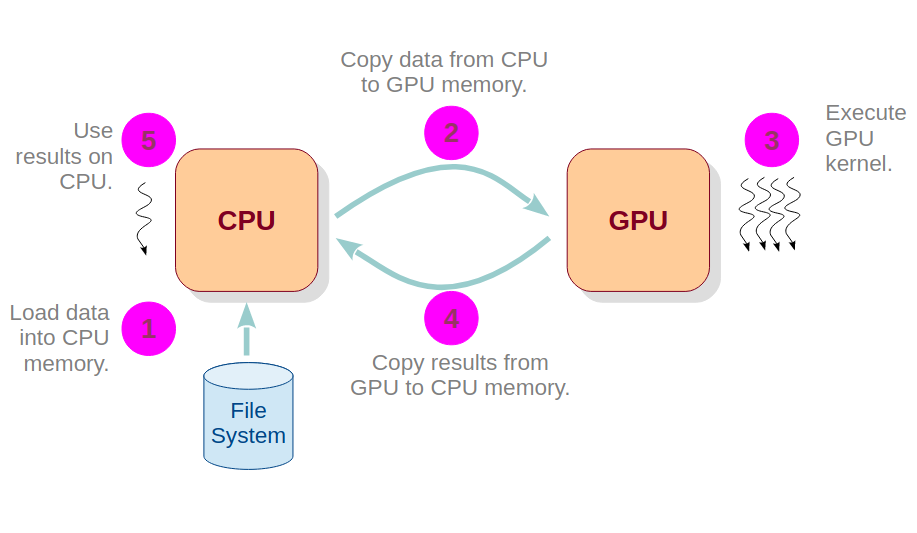 Copy data from CPU
to GPU memory.
2
Use
results on
CPU.
5
CPU
GPU
3
Execute
GPU
kernel.
Load data
into CPU
memory.
1
4
Copy results from
GPU to CPU memory.
File
System